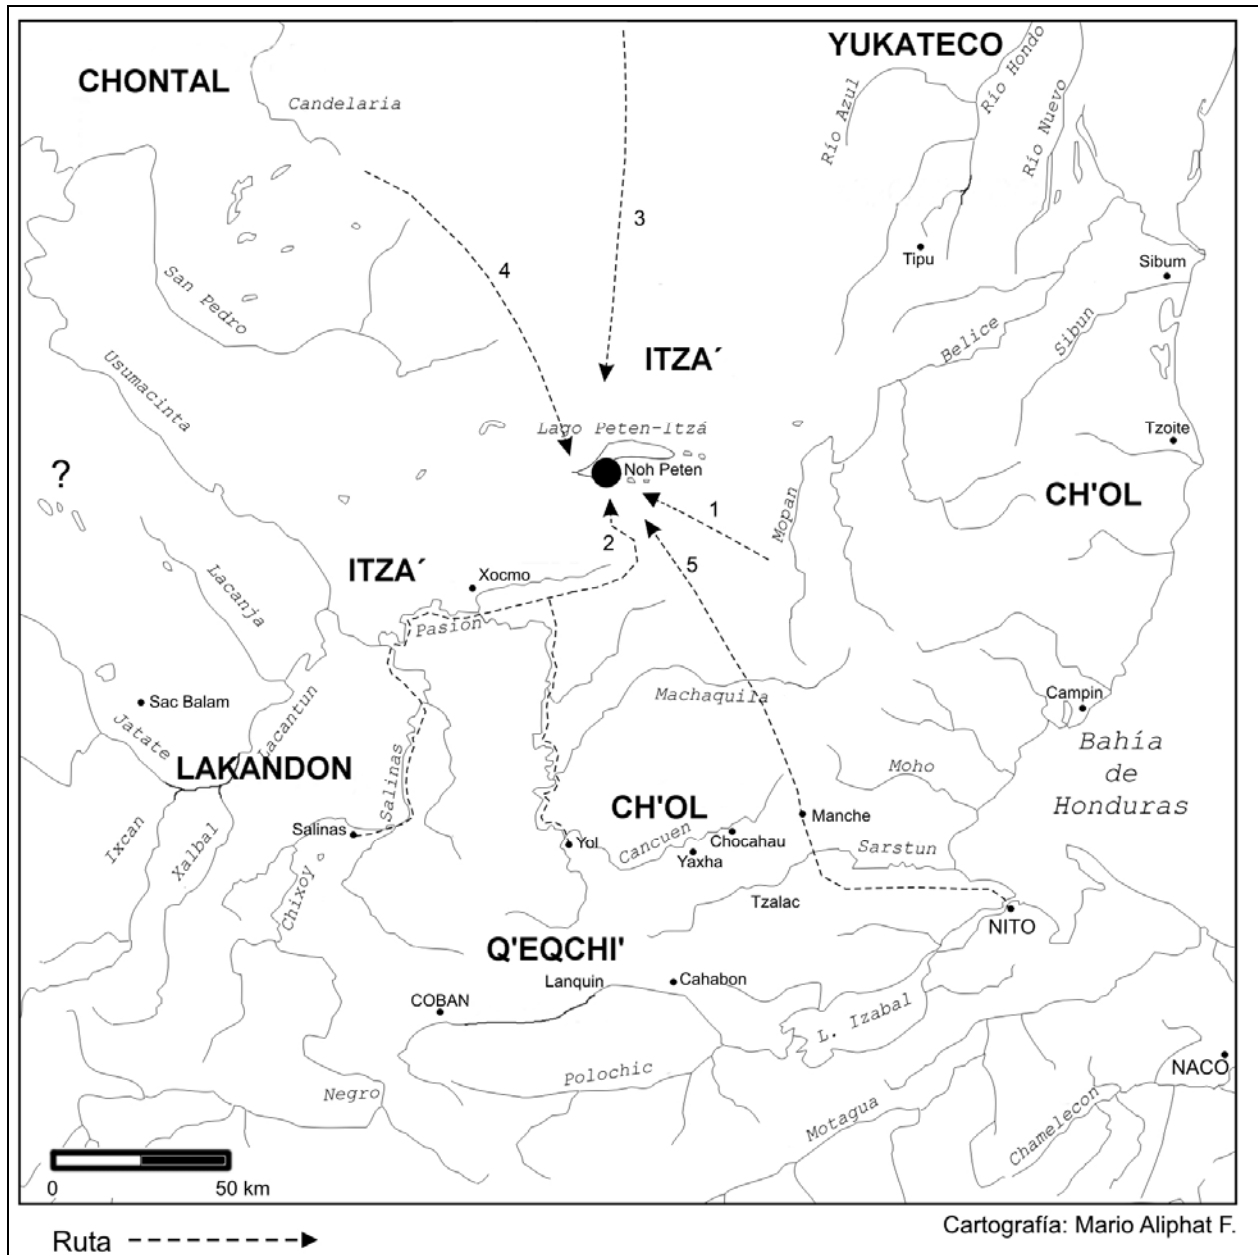 YUKATECO
CHONTAL
Candelaria
Río Azul
Río Hondo
Río Nuevo
3
4
Tipu
Sibum
San Pedro
Belice
Sibun
Usumacinta
ITZA´
Lago Peten-Itzá
Tzoite
?
Noh Peten
CH'OL
1
Mopan
2
5
ITZA´
Xocmo
Lacanja
Pasión
Sac Balam
Jatate
Lacantun
Machaquila
Campin
Bahía
de
Honduras
LAKANDON
Salinas
Moho
CH'OL
Manche
Ixcan
Xalbal
Salinas
Yol
Cancuen
Chocahau
Yaxha
Sarstun
Chixoy
Tzalac
NITO
Q'EQCHI'
Lanquin
Cahabon
COBAN
L. Izabal
Polochic
NACO
Negro
Motagua
Chamelecon
0 50 km
Cartografía: Mario Aliphat F.
Ruta